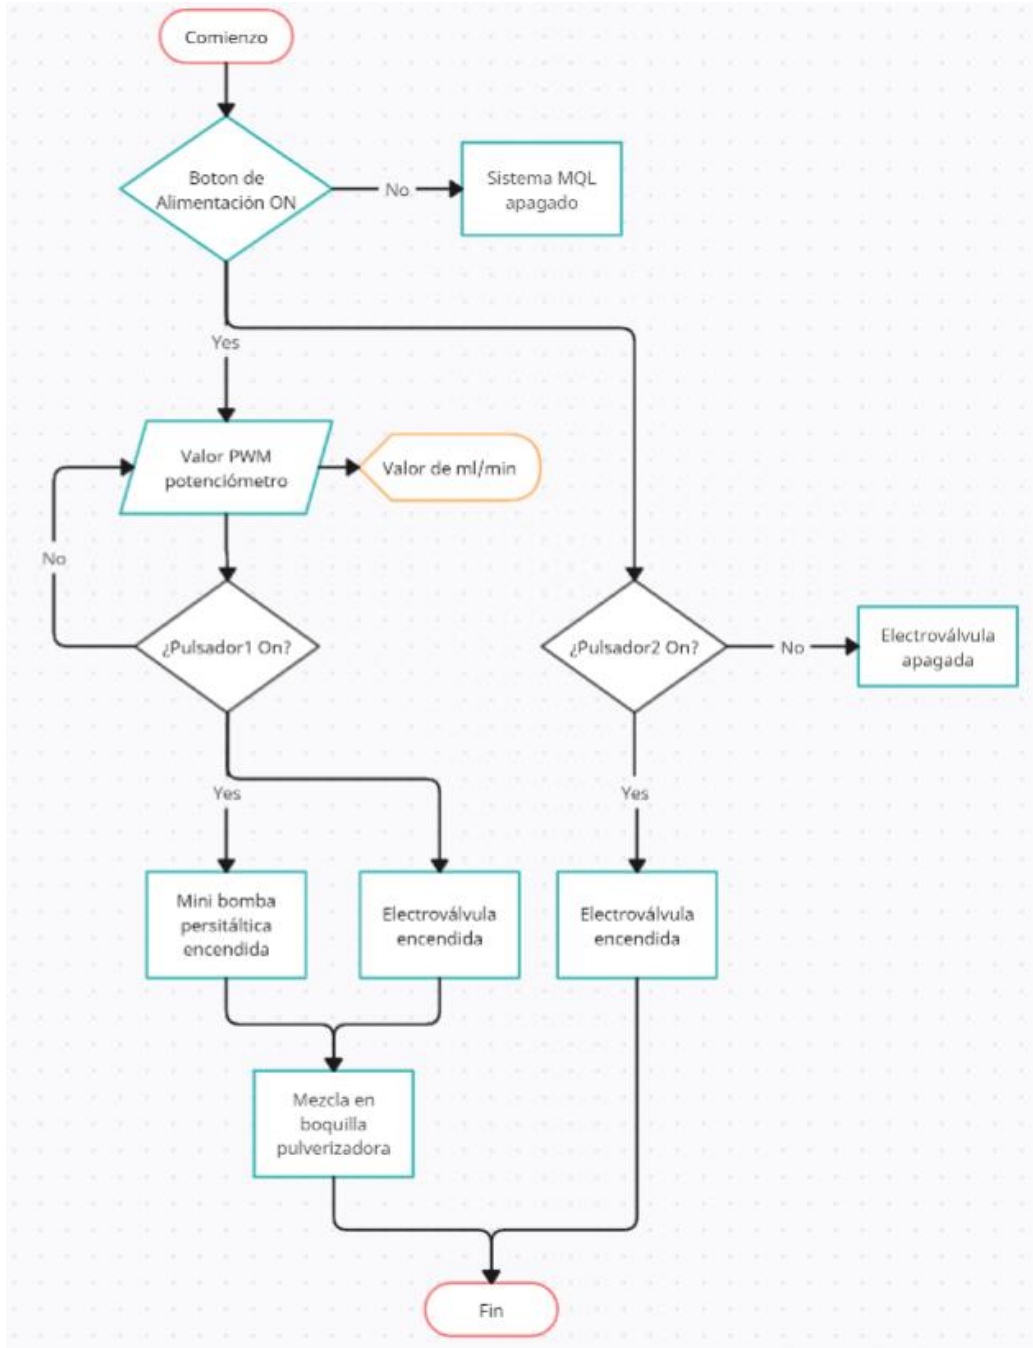 Comienzo
Boton de
Alimentación ON
No
Sistema MQL
apagado
Yes
Valor PWM
potenciómetro
Valor de ml/min
No
¿Pulsador1 On?
¿Pulsador2 On?
No
Electroválvula
apagada
Yes
Yes
Mini bomba
persitáltica
encendida
Electroválvula
encendida
Electroválvula
encendida
Mezcla en
boquilla
pulverizadora
Fin